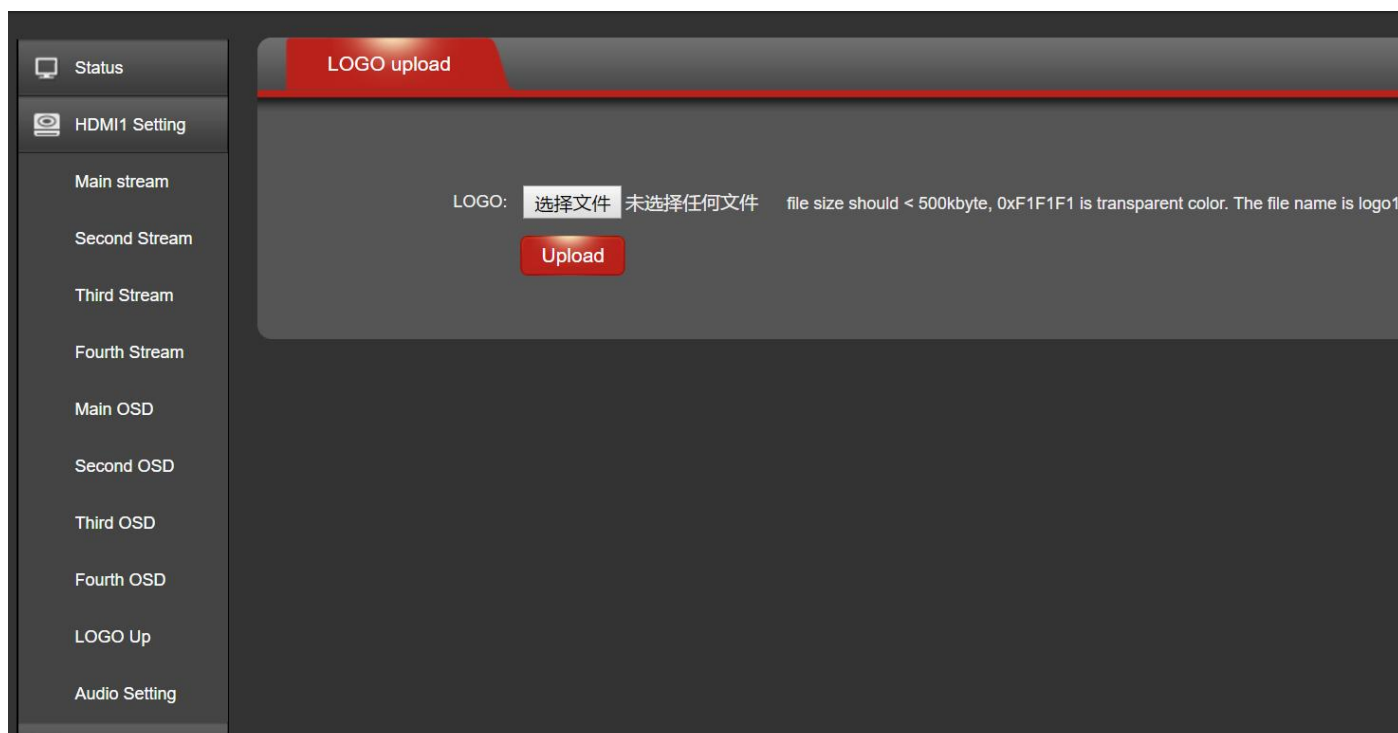 Status
HDMI1 Setting
Main stream
Second Stream
Third Stream
Fourth Stream
Main OSD
Second OSD
Third OSD
Fourth OSD
LOGO Up
Audio Setting
LOGO upload
LOGO: 选择文件 未选择任何文件 file size should < 500kbyte, 0xF1F1F1 is transparent color. The file name is logo1
Upload